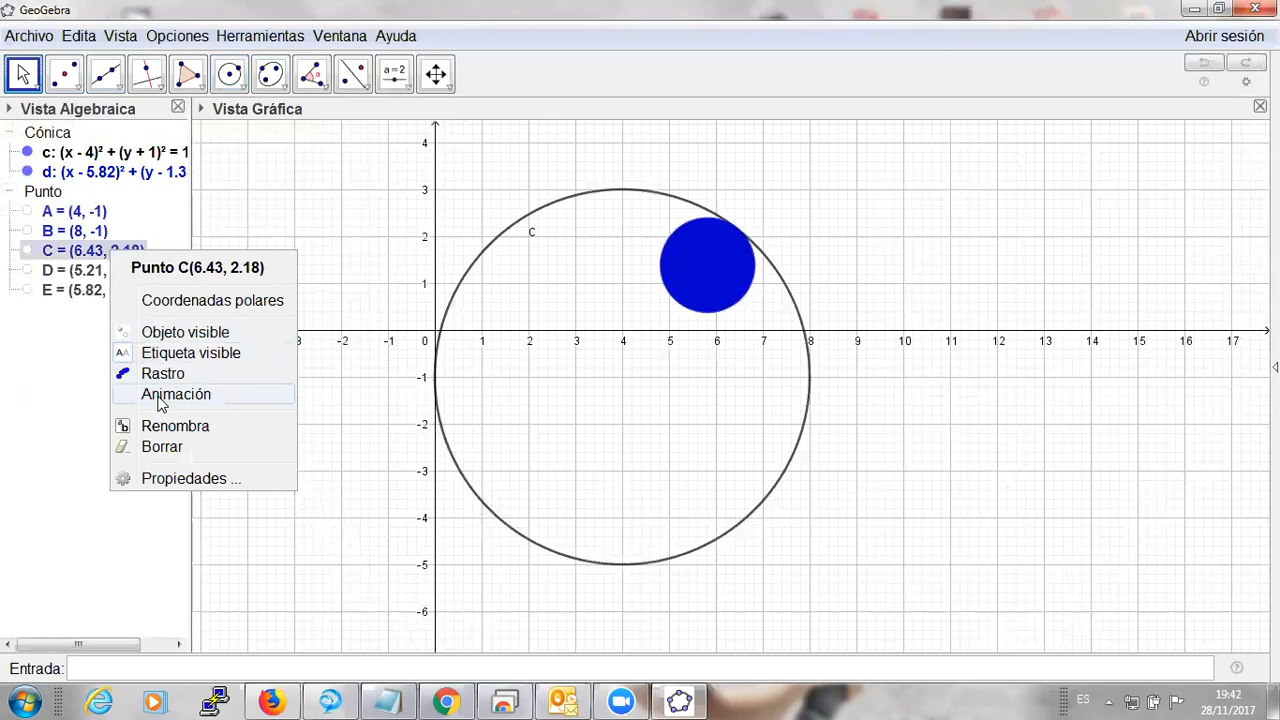 GeoGebra
Archivo Edita Vista Opciones Herramientas Ventana Ayuda Abrir sesión
a=2
Vista Algebraica Vista Gráfica
Cónica
c: (x - 4)² + (y + 1)² = 1
d: (x - 5.82)² + (y - 1.3
Punto
A = (4, -1)
B = (8, -1)
C = (6.43, 2.18)
D = (5.21,
E = (5.82,
Punto C(6.43, 2.18)
Coordenadas polares
Objeto visible
AA Etiqueta visible
Rastro
Animación
Renombra
Borrar
Propiedades ...
c
4
3
2
1
-3 -2 -1 0 1 2 3 4 5 6 7 8 9 10 11 12 13 14 15 16 17
-1
-2
-3
-4
-5
-6
Entrada:
ES
19:42
28/11/2017